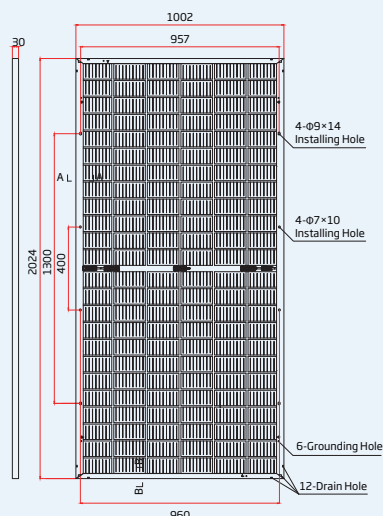 1002
957
30
4-Φ9×14
Installing Hole
A L
A
4-Φ7×10
Installing Hole
2024
1300
400
6-Grounding Hole
B
12-Drain Hole
BL
960